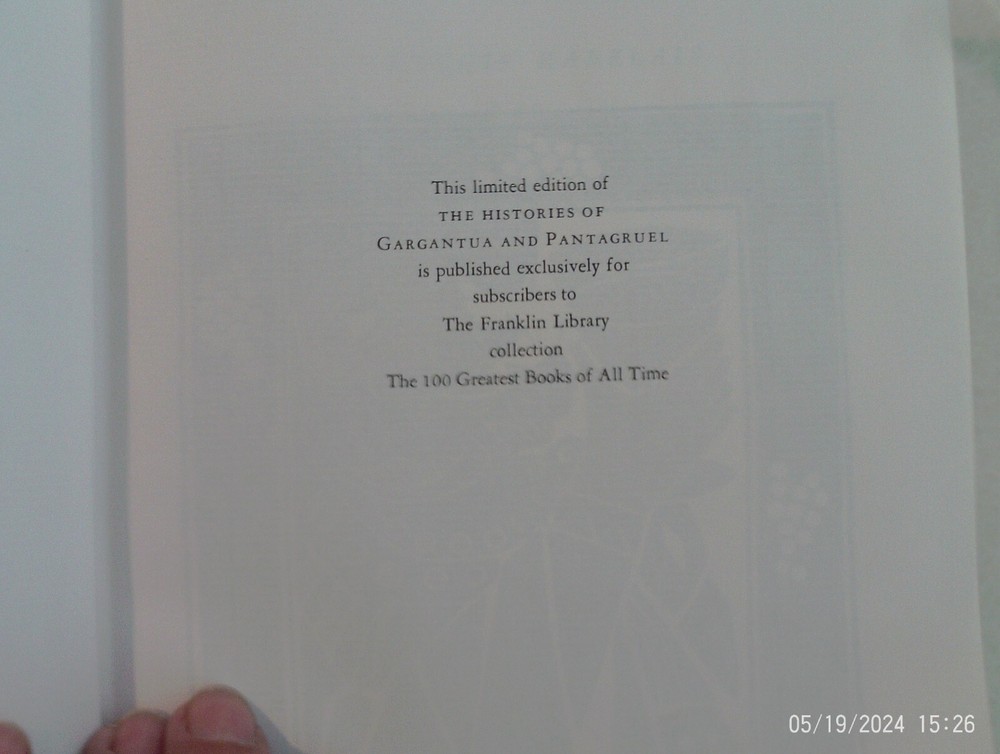 This limited edition of
THE HISTORIES OF
GARGANTUA AND PANTAGRUEL
is published exclusively for
subscribers to
The Franklin Library
collection
The 100 Greatest Books of All Time
05/19/2024 15:26